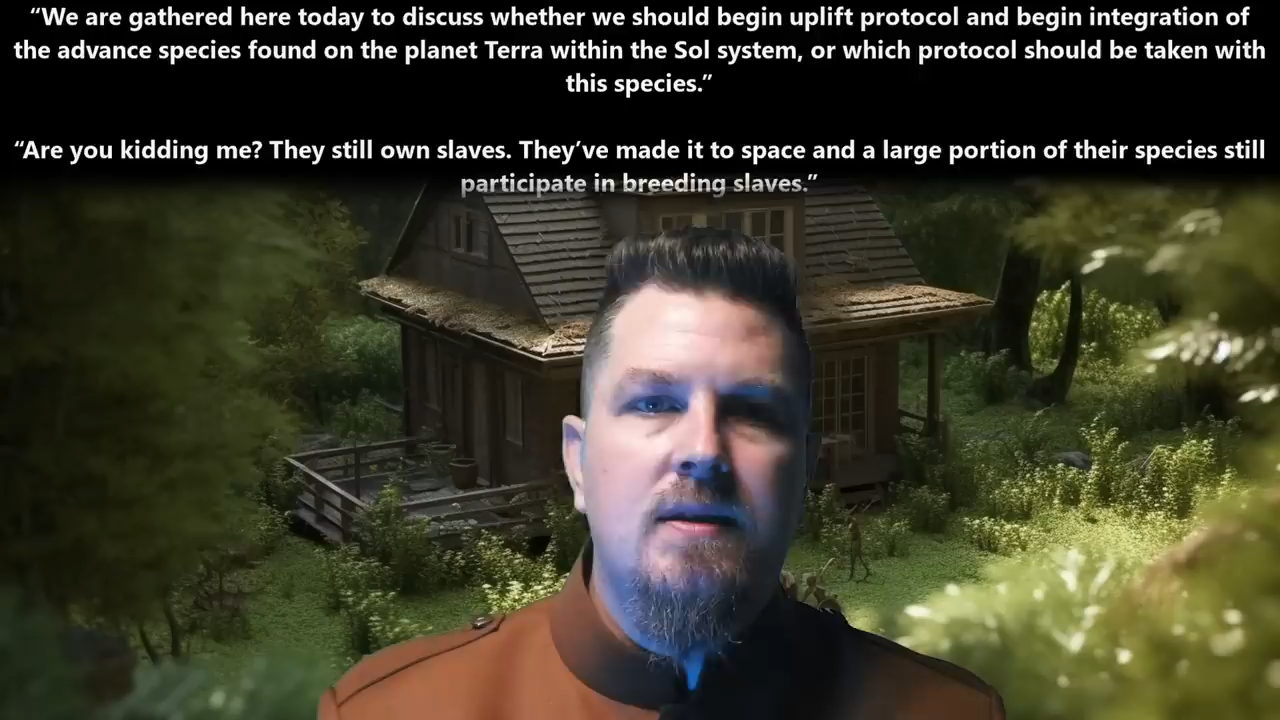 “We are gathered here today to discuss whether we should begin uplift protocol and begin integration of
the advance species found on the planet Terra within the Sol system, or which protocol should be taken with
this species.”
“Are you kidding me? They still own slaves. They’ve made it to space and a large portion of their species still
participate in breeding slaves.”